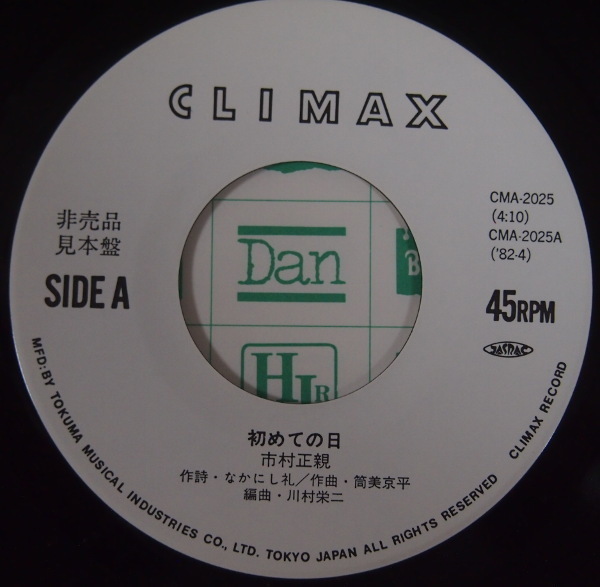 CLIMAX
非売品
見本盤
SIDE A
CMA-2025
(4:10)
CMA-2025A
('82·4)
45RPM
JASRAC
Dan
HIR
初めての日
市村正親
作詩・なかにし礼／作曲・筒美京平
編曲・川村栄二
MFD: BY TOKUMA MUSICAL INDUSTRIES CO., LTD. TOKYO JAPAN ALL RIGHTS RESERVED CLIMAX RECORD